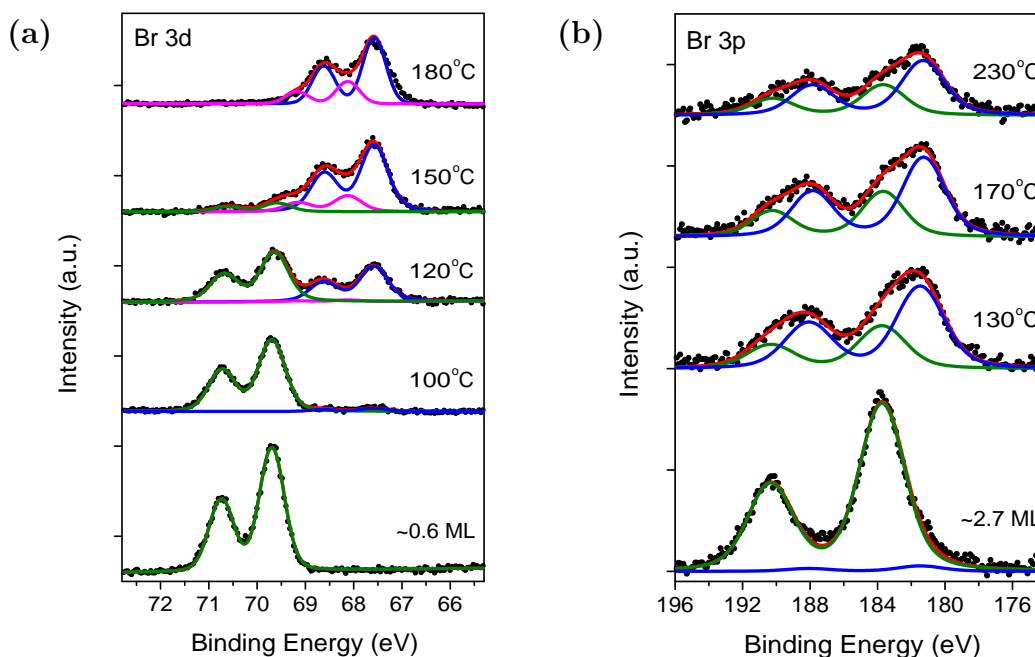 (a)
Br 3d
180°C
150°C
120°C
100°C
~0.6 ML
Intensity (a.u.)
72 71 70 69 68 67 66
Binding Energy (eV)
(b)
Br 3p
230°C
170°C
130°C
~2.7 ML
Intensity (a.u.)
196 192 188 184 180 176
Binding Energy (eV)